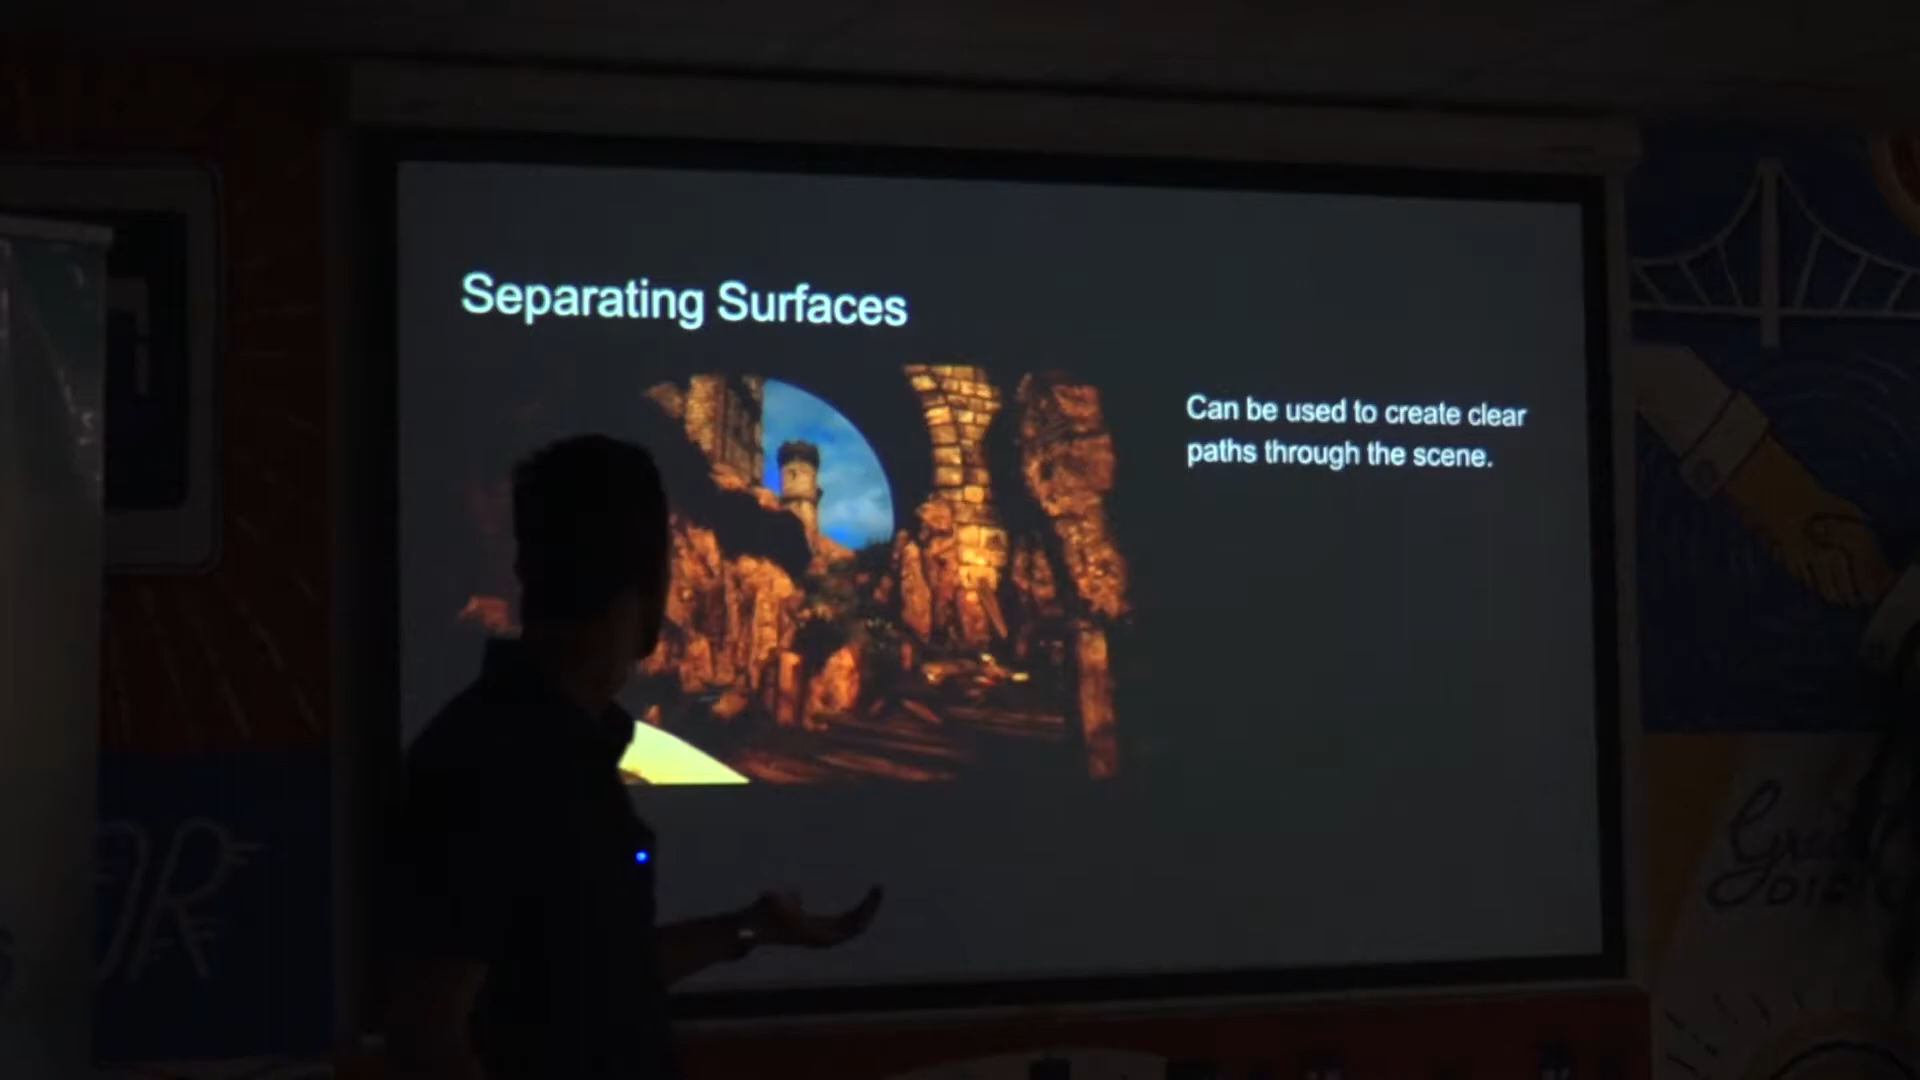 Separating Surfaces
Can be used to create clear
paths through the scene.